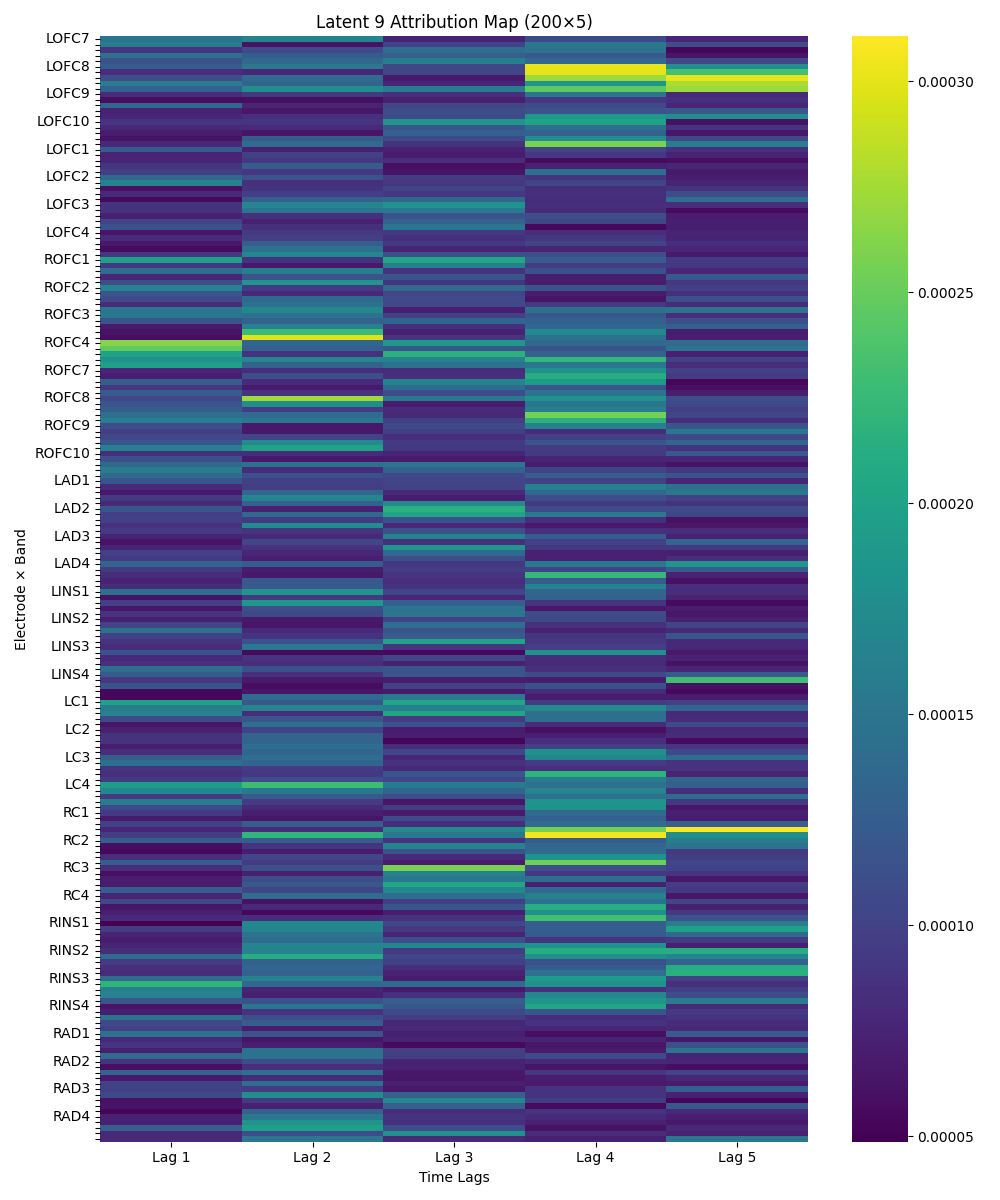 Latent 9 Attribution Map (200×5)
LOFC7
LOFC8
LOFC9
LOFC10
LOFC1
LOFC2
LOFC3
LOFC4
ROFC1
ROFC2
ROFC3
ROFC4
ROFC7
ROFC8
ROFC9
ROFC10
LAD1
LAD2
LAD3
LAD4
LINS1
LINS2
LINS3
LINS4
LC1
LC2
LC3
LC4
RC1
RC2
RC3
RC4
RINS1
RINS2
RINS3
RINS4
RAD1
RAD2
RAD3
RAD4
Electrode × Band
Lag 1 Lag 2 Lag 3 Lag 4 Lag 5
Time Lags
0.00030
0.00025
0.00020
0.00015
0.00010
0.00005